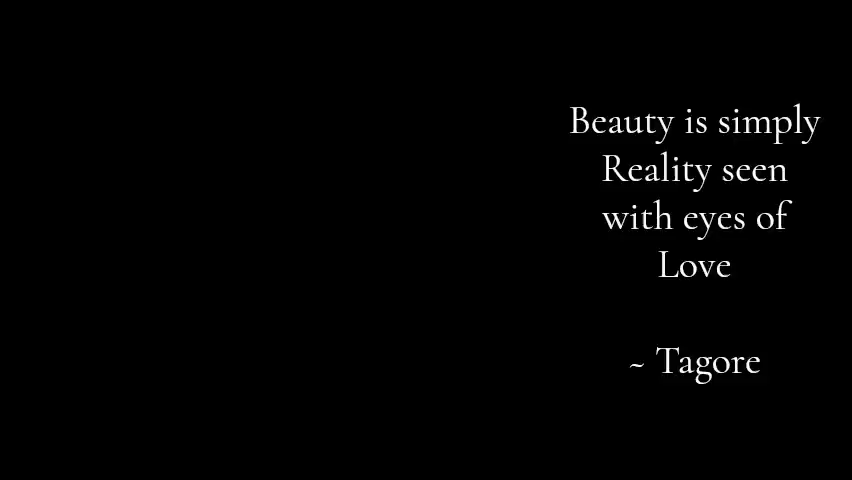 Beauty is simply
Reality seen
with eyes of
Love
~ Tagore